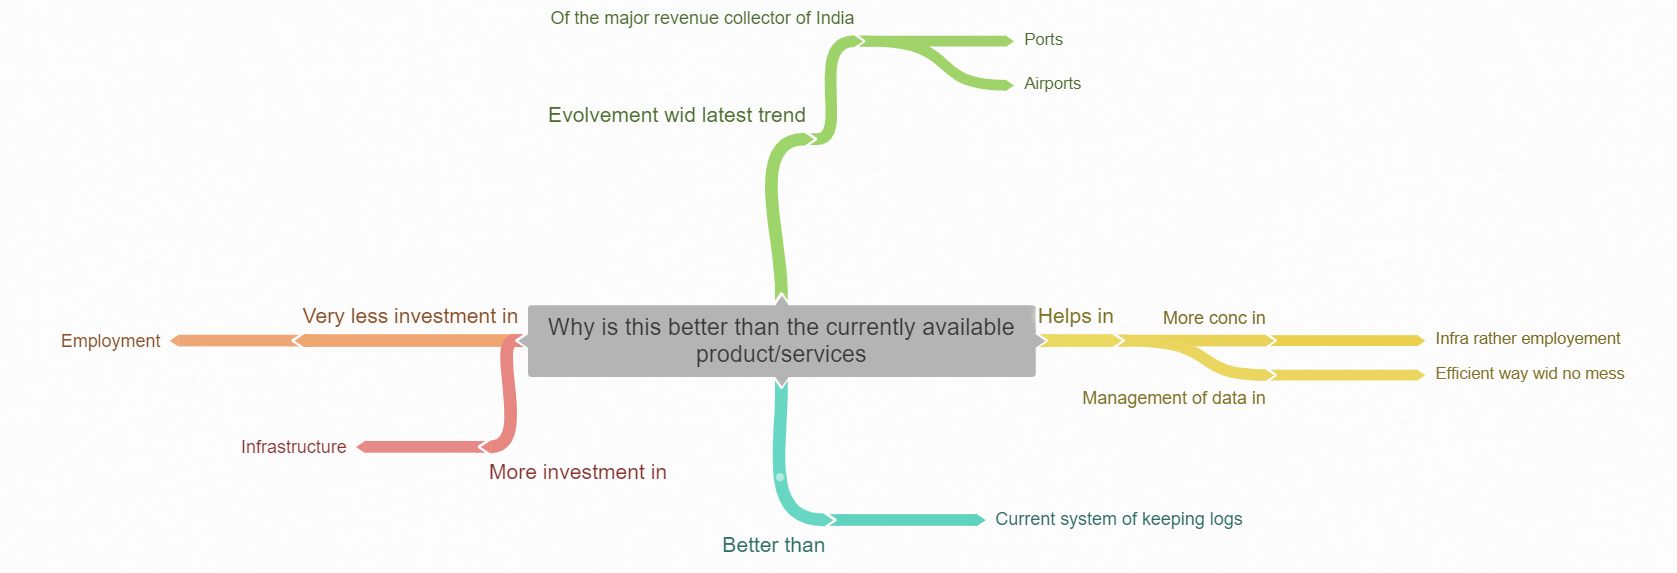 Of the major revenue collector of India
Ports
Airports
Evolvement wid latest trend
Very less investment in
Employment
Why is this better than the currently available
product/services
Helps in
More conc in
Infra rather employement
Efficient way wid no mess
Management of data in
Infrastructure
More investment in
Current system of keeping logs
Better than